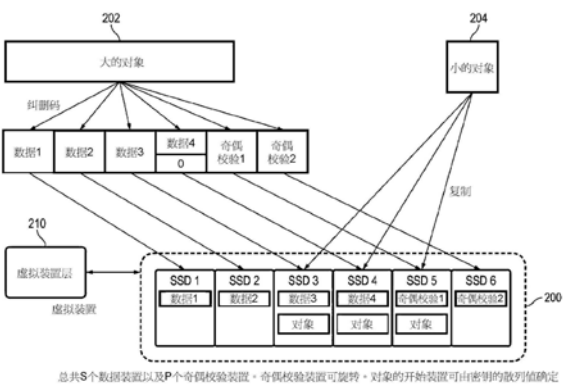 202
204
大的对象
小的对象
纠删码
数据1
数据2
数据3
数据4
0
奇偶
校验1
奇偶
校验2
复制
210
虚拟装置层
虚拟装置
SSD 1
SSD 2
SSD 3
SSD 4
SSD 5
SSD 6
数据1
数据2
数据3
数据4
奇偶校验1
奇偶校验2
对象
对象
对象
200
总共S个数据装置以及P个奇偶校验装置。奇偶校验装置可旋转。对象的开始装置可由密钥的散列值确定